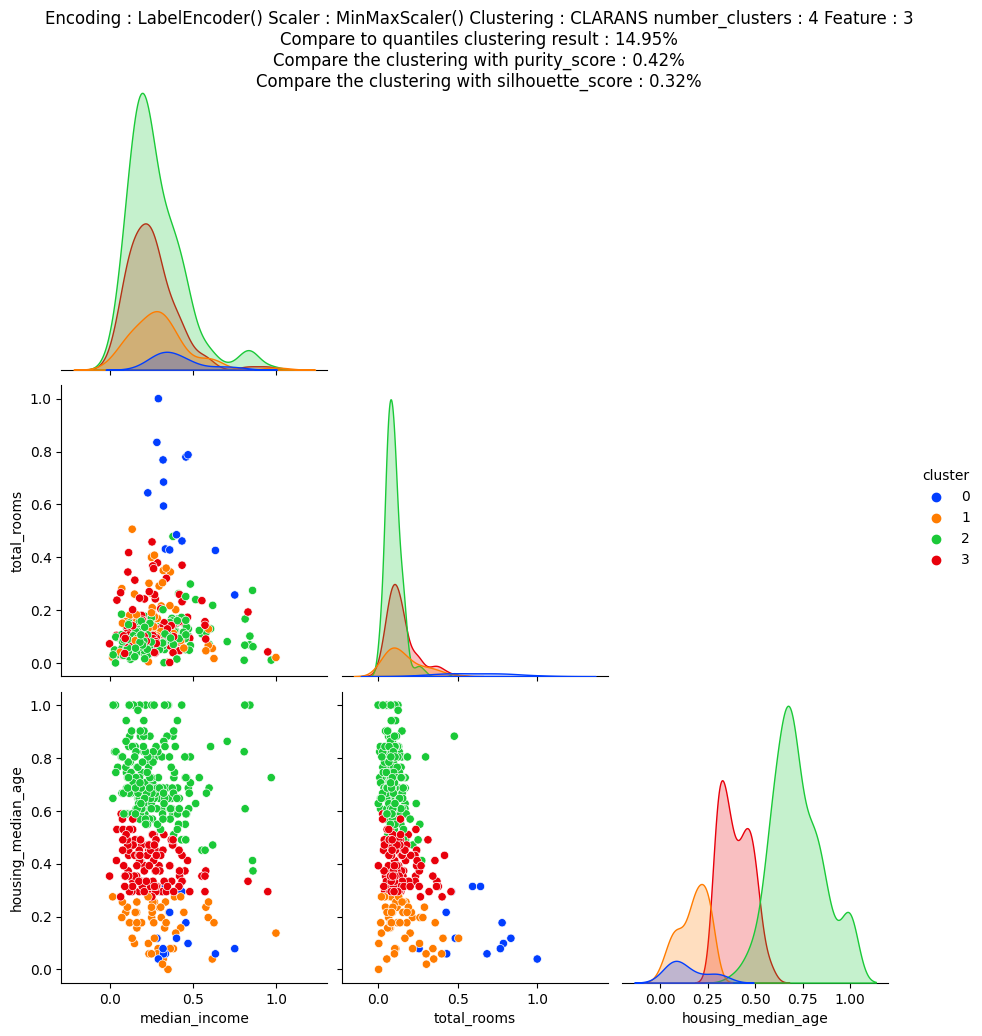 Encoding : LabelEncoder() Scaler : MinMaxScaler() Clustering : CLARANS number_clusters : 4 Feature : 3
Compare to quantiles clustering result : 14.95%
Compare the clustering with purity_score : 0.42%
Compare the clustering with silhouette_score : 0.32%
total_rooms
1.0
0.8
0.6
0.4
0.2
0.0
cluster
0
1
2
3
housing_median_age
1.0
0.8
0.6
0.4
0.2
0.0
0.0 0.5 1.0
median_income
0.0 0.5 1.0
total_rooms
0.00 0.25 0.50 0.75 1.00
housing_median_age